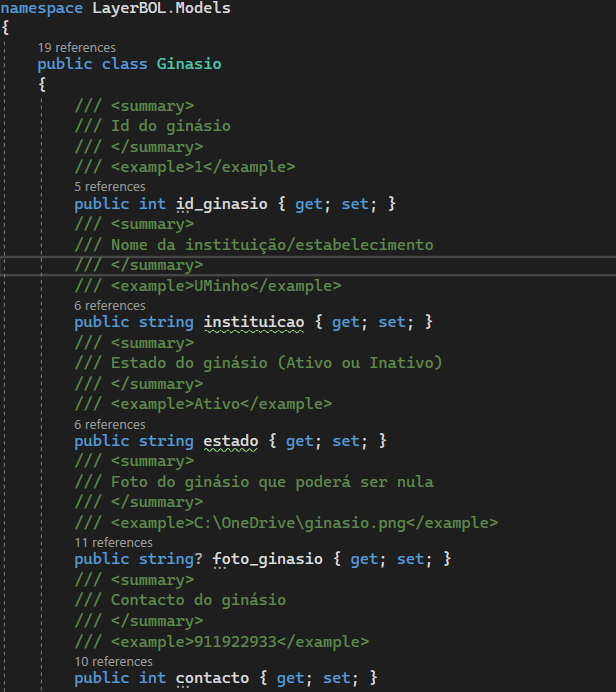 namespace LayerBOL.Models
{
19 references
public class Ginasio
{
/// <summary>
/// Id do ginásio
/// </summary>
/// <example>1</example>
5 references
public int id_ginasio { get; set; }
/// <summary>
/// Nome da instituição/estabelecimento
/// </summary>
/// <example>UMinho</example>
6 references
public string instituicao { get; set; }
/// <summary>
/// Estado do ginásio (Ativo ou Inativo)
/// </summary>
/// <example>Ativo</example>
6 references
public string estado { get; set; }
/// <summary>
/// Foto do ginásio que poderá ser nula
/// </summary>
/// <example>C:\OneDrive\ginasio.png</example>
11 references
public string? foto_ginasio { get; set; }
/// <summary>
/// Contacto do ginásio
/// </summary>
/// <example>911922933</example>
10 references
public int contacto { get; set; }